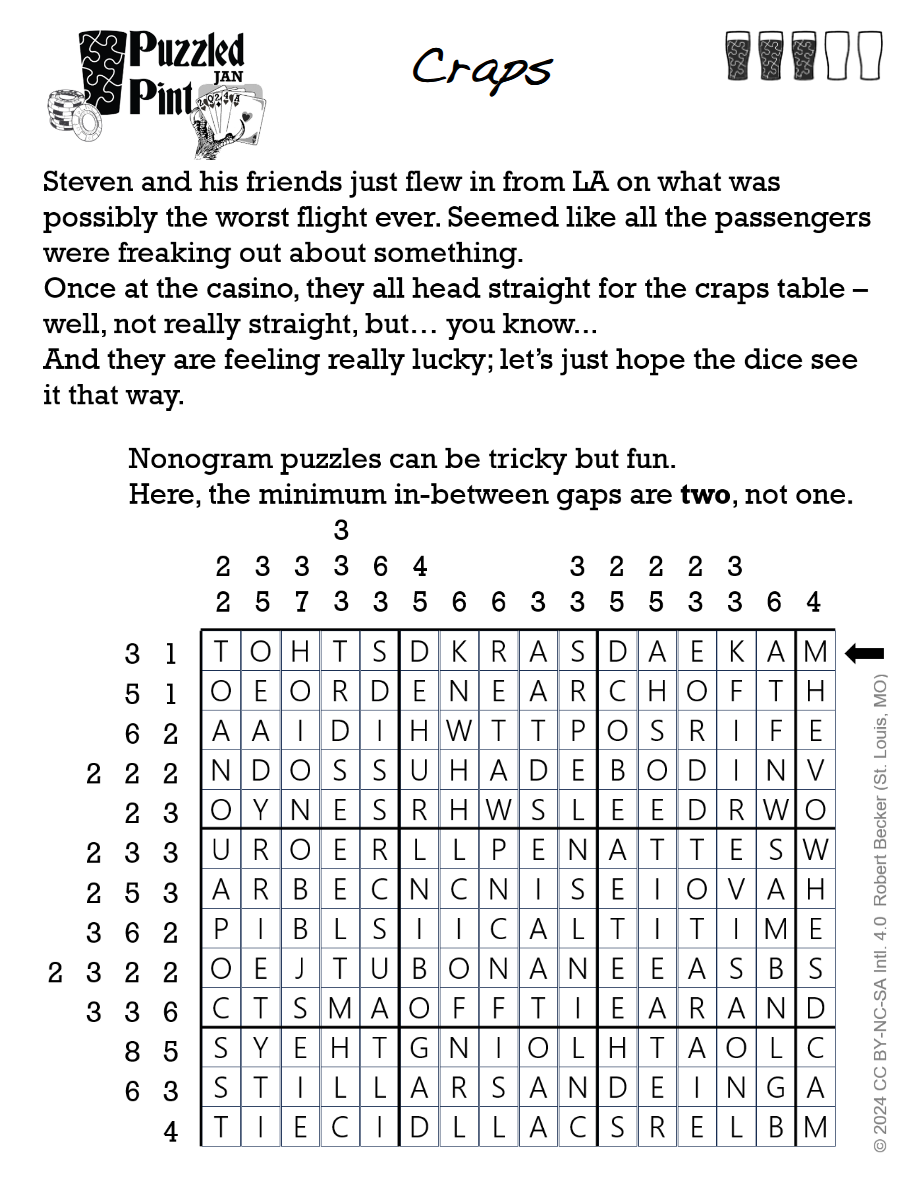 Puzzled
JAN
Pint
Craps
Steven and his friends just flew in from LA on what was
possibly the worst flight ever. Seemed like all the passengers
were freaking out about something.
Once at the casino, they all head straight for the craps table –
well, not really straight, but… you know...
And they are feeling really lucky; let’s just hope the dice see
it that way.
Nonogram puzzles can be tricky but fun.
Here, the minimum in-between gaps are two, not one.
3
2 3 3 3 6 4 3 2 2 2 3
2 5 7 3 3 5 6 6 3 3 5 5 3 3 6 4
3 1 T O H T S D K R A S D A E K A M
5 1 O E O R D E N E A R C H O F T H
6 2 A A I D I H W T T P O S R I F E
2 2 2 N D O S S U H A D E B O D I N V
2 3 O Y N E S R H W S L E E D R W O
2 3 3 U R O E R L L P E N A T T E S W
2 5 3 A R B E C N C N I S E I O V A H
3 6 2 P I B L S I I C A L T I T I M E
2 3 2 2 O E J T U B O N A N E E A S B S
3 3 6 C T S M A O F F T I E A R A N D
8 5 S Y E H T G N I O L H T A O L C
6 3 S T I L L A R S A N D E I N G A
4 T I E C I D L L A C S R E L B M
© 2024 CC BY-NC-SA Intl. 4.0 Robert Becker (St. Louis, MO)